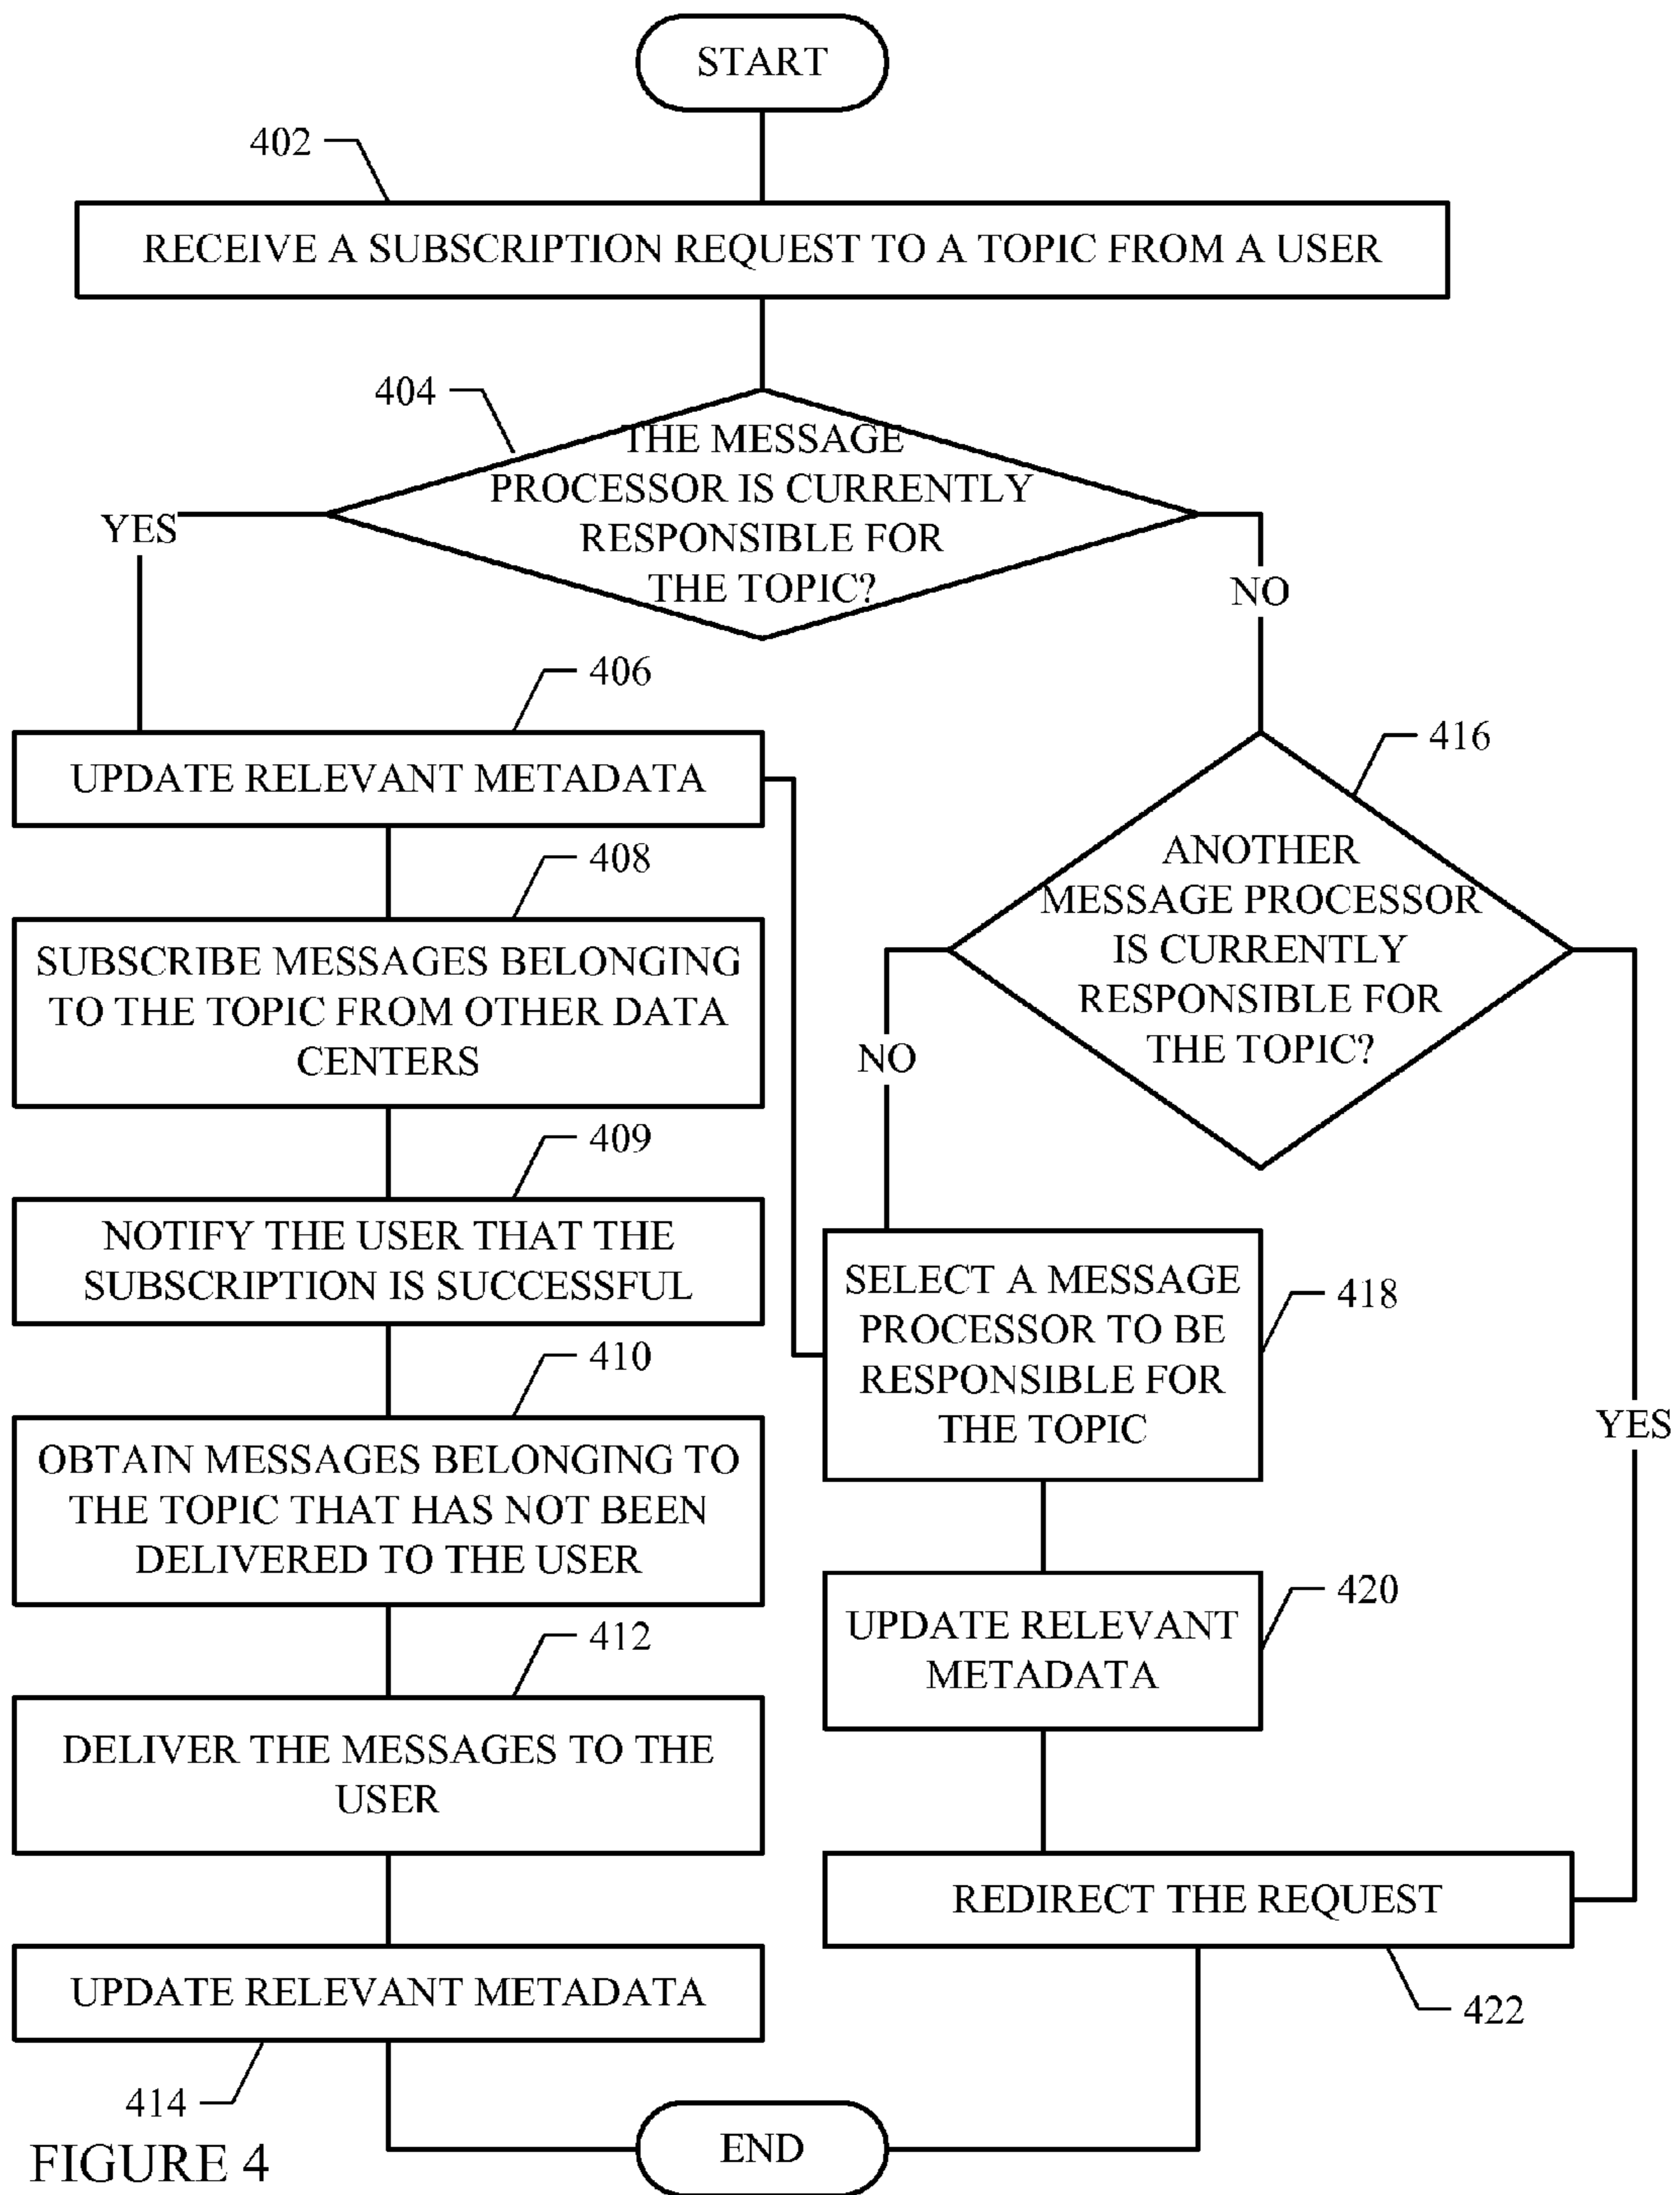 START
402
RECEIVE A SUBSCRIPTION REQUEST TO A TOPIC FROM A USER
404
THE MESSAGE
PROCESSOR IS CURRENTLY
RESPONSIBLE FOR
THE TOPIC?
YES
NO
406
UPDATE RELEVANT METADATA
408
SUBSCRIBE MESSAGES BELONGING
TO THE TOPIC FROM OTHER DATA
CENTERS
409
NOTIFY THE USER THAT THE
SUBSCRIPTION IS SUCCESSFUL
410
OBTAIN MESSAGES BELONGING TO
THE TOPIC THAT HAS NOT BEEN
DELIVERED TO THE USER
412
DELIVER THE MESSAGES TO THE
USER
UPDATE RELEVANT METADATA
414
416
ANOTHER
MESSAGE PROCESSOR
IS CURRENTLY
RESPONSIBLE FOR
THE TOPIC?
NO
YES
SELECT A MESSAGE
PROCESSOR TO BE
RESPONSIBLE FOR
THE TOPIC
418
UPDATE RELEVANT
METADATA
420
REDIRECT THE REQUEST
422
END
FIGURE 4